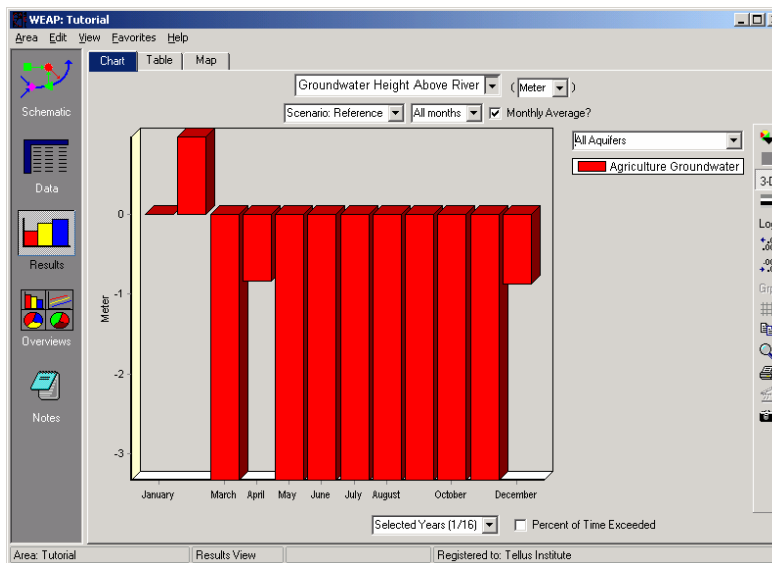 WEAP: Tutorial
Area Edit View Favorites Help
Chart Table Map
Groundwater Height Above River ( Meter )
Scenario: Reference All months Monthly Average?
All Aquifers
Agriculture Groundwater
Schematic
Data
Results
Overviews
Notes
3-D
Log
0
-1
-2
-3
Meter
January March April May June July August October December
Selected Years (1/16) Percent of Time Exceeded
Area: Tutorial Results View Registered to: Tellus Institute